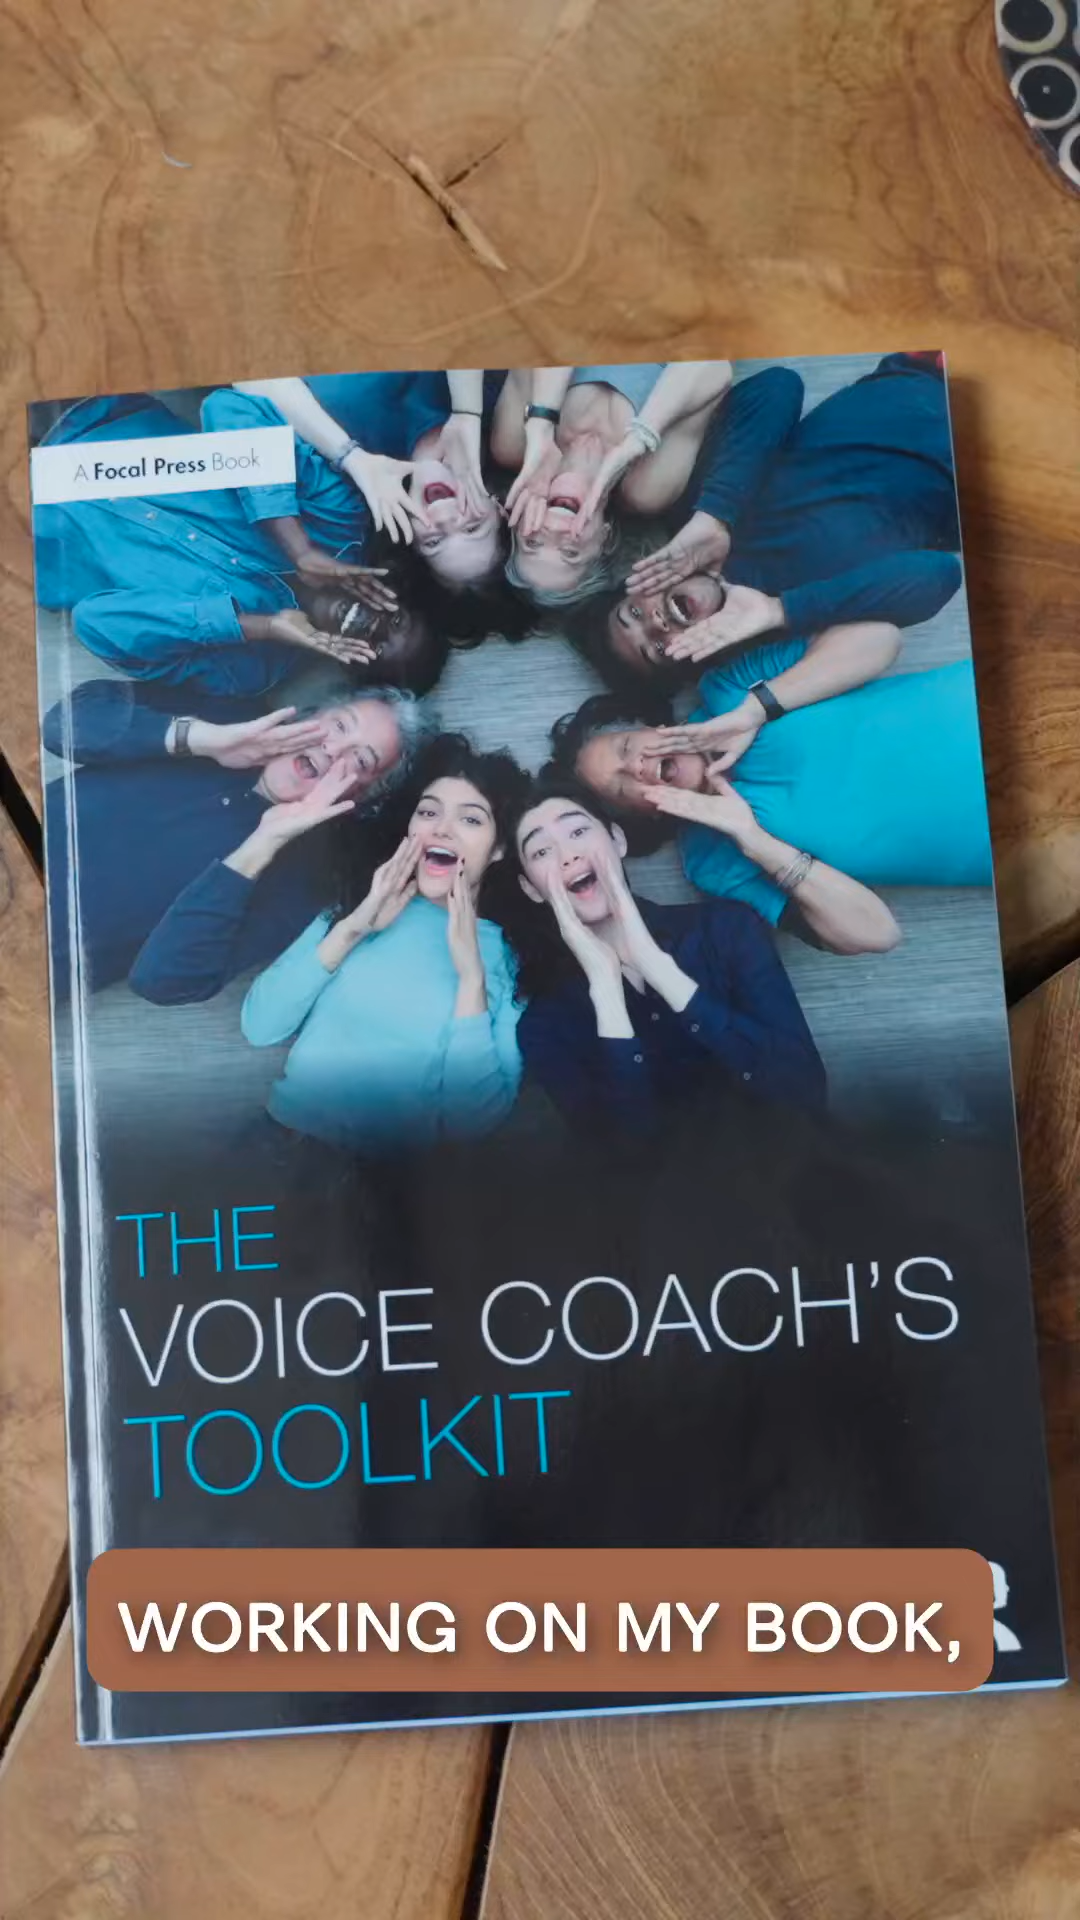 A Focal Press Book
THE
VOICE COACH'S
TOOLKIT
WORKING ON MY BOOK,